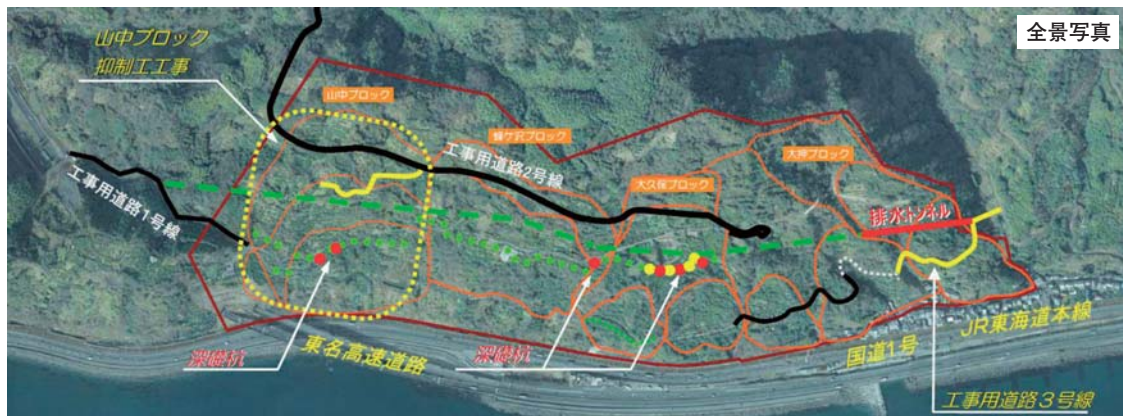 全景写真
山中ブロック
抑制工工事
山中ブロック
蜂ケ沢ブロック
大久保ブロック
大押ブロック
工事用道路1号線
工事用道路2号線
排水トンネル
深礎杭
東名高速道路
深礎杭
国道1号
JR東海道本線
工事用道路3号線